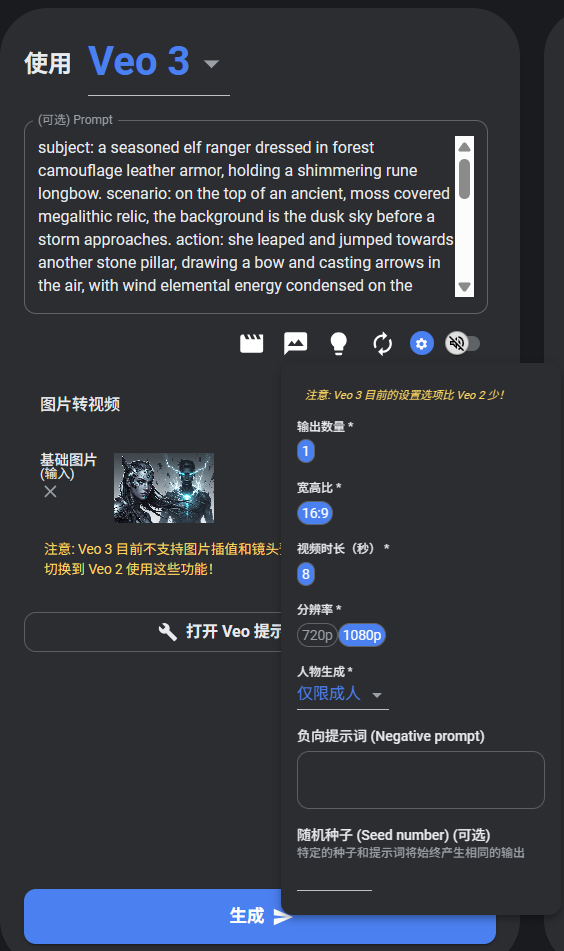 使用 Veo 3
(可选) Prompt
subject: a seasoned elf ranger dressed in forest
camouflage leather armor, holding a shimmering rune
longbow. scenario: on the top of an ancient, moss covered
megalithic relic, the background is the dusk sky before a
storm approaches. action: she leaped and jumped towards
another stone pillar, drawing a bow and casting arrows in
the air, with wind elemental energy condensed on the
图片转视频
基础图片
(输入)
注意: Veo 3 目前不支持图片插值和镜头
切换到 Veo 2 使用这些功能！
打开 Veo 提示
注意: Veo 3 目前的设置选项比 Veo 2 少！
输出数量 *
1
宽高比 *
16:9
视频时长（秒） *
8
分辨率 *
720p 1080p
人物生成 *
仅限成人
负向提示词 (Negative prompt)
随机种子 (Seed number) (可选)
特定的种子和提示词将始终产生相同的输出
生成